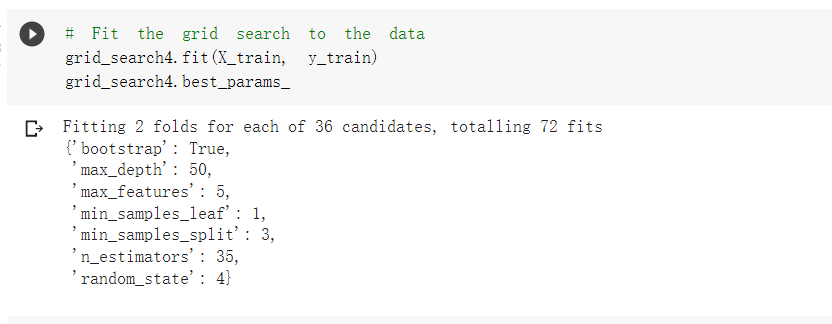 # Fit the grid search to the data
grid_search4.fit(X_train, y_train)
grid_search4.best_params_
Fitting 2 folds for each of 36 candidates, totalling 72 fits
{'bootstrap': True,
'max_depth': 50,
'max_features': 5,
'min_samples_leaf': 1,
'min_samples_split': 3,
'n_estimators': 35,
'random_state': 4}